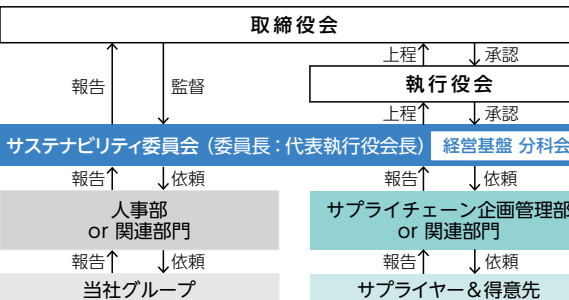 取締役会
上程 承認
報告 監督
執行役会
上程 承認
サステナビリティ委員会（委員長：代表執行役会長） 経営基盤 分科会
報告 依頼 報告 依頼
人事部 サプライチェーン企画管理部
or 関連部門 or 関連部門
報告 依頼 報告 依頼
当社グループ サプライヤー＆得意先